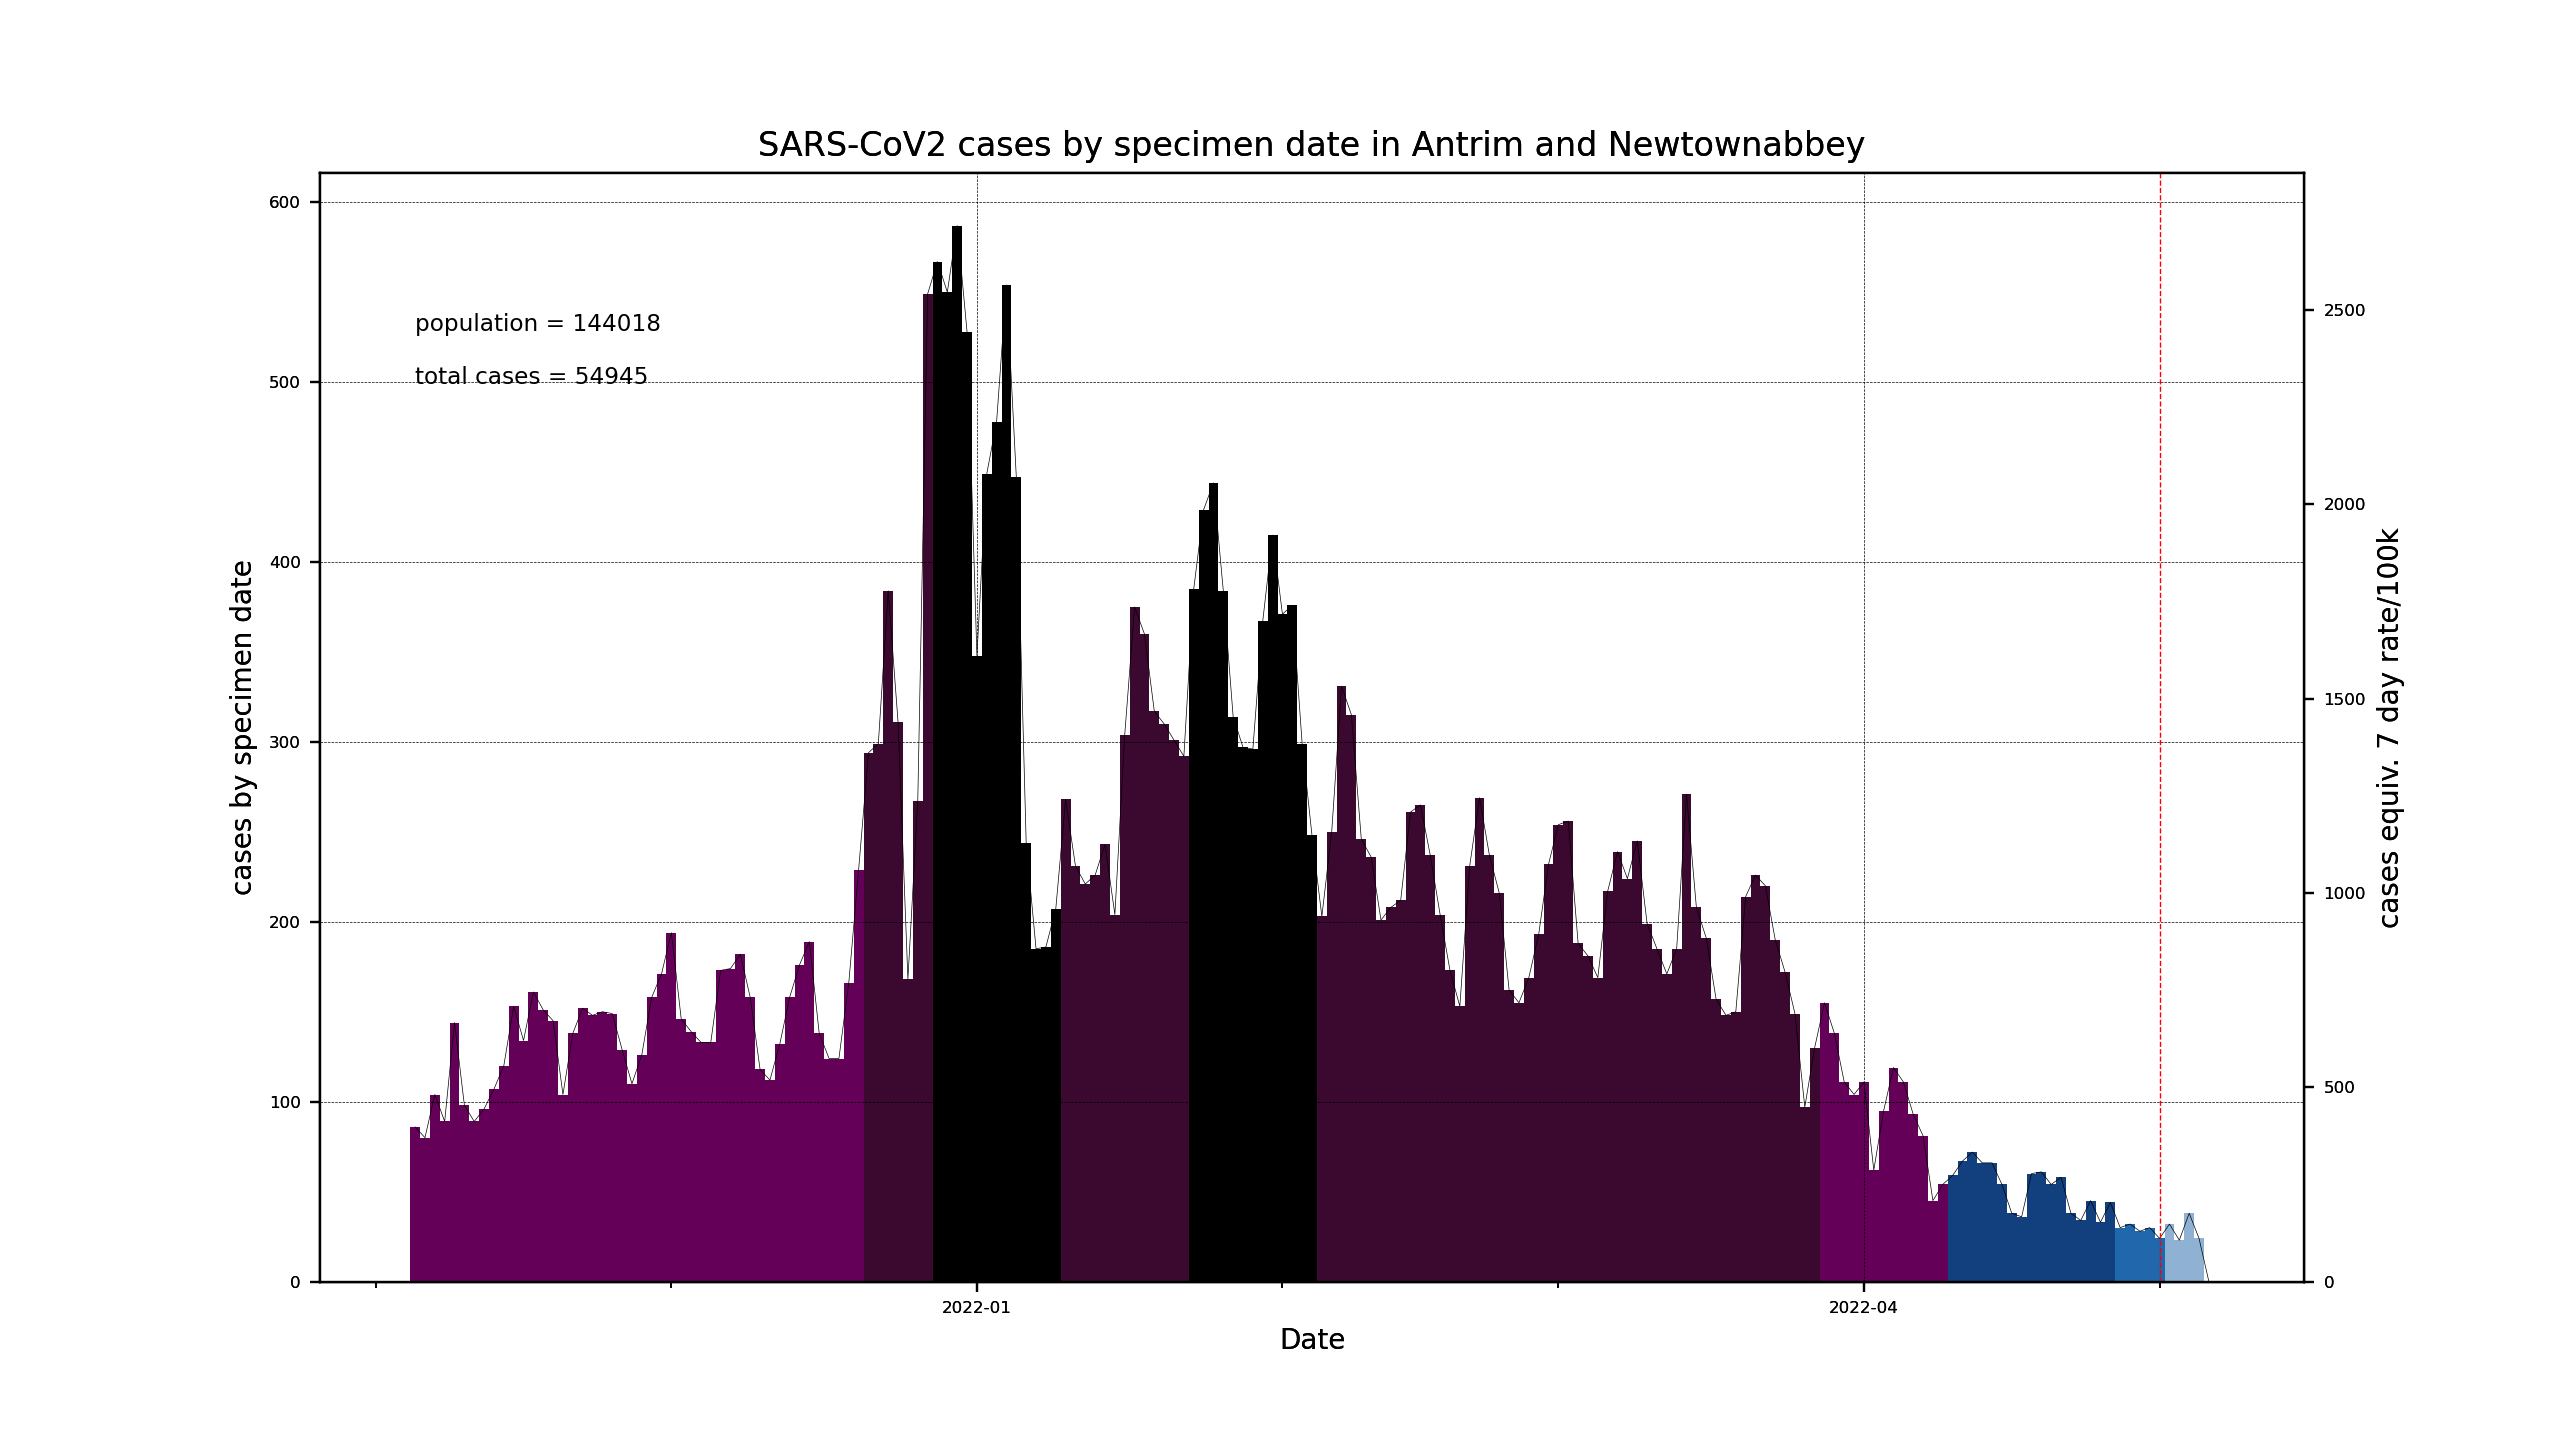 SARS-CoV2 cases by specimen date in Antrim and Newtownabbey
population = 144018
total cases = 54945
cases by specimen date
600
500
400
300
200
100
0
2500
2000
1500
1000
500
0
cases equiv. 7 day rate/100k
2022-01
2022-04
Date